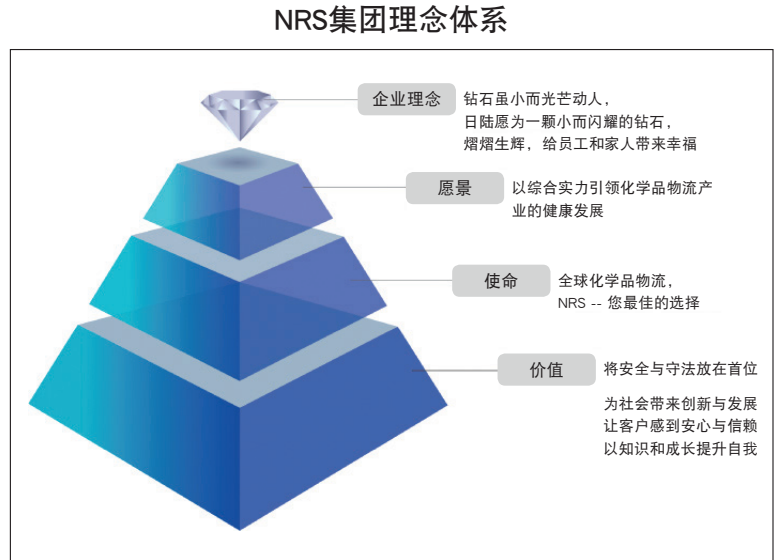 NRS集团理念体系
企业理念
钻石虽小而光芒动人，
日陆愿为一颗小而闪耀的钻石，
熠熠生辉，给员工和家人带来幸福
愿景
以综合实力引领化学品物流产
业的健康发展
使命
全球化学品物流，
NRS -- 您最佳的选择
价值
将安全与守法放在首位
为社会带来创新与发展
让客户感到安心与信赖
以知识和成长提升自我